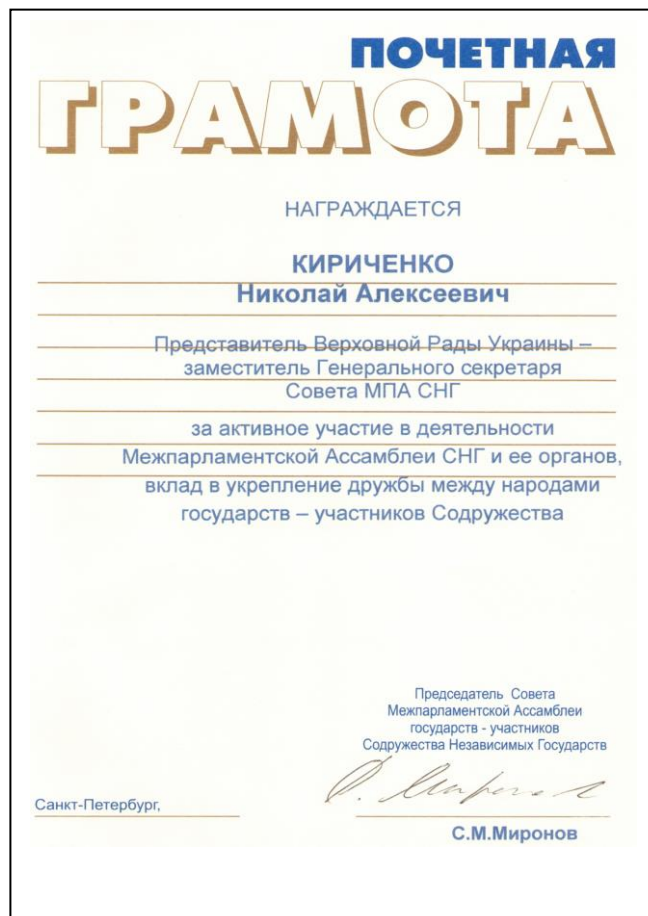 ПОЧЕТНАЯ
ГРАМОТА
НАГРАЖДАЕТСЯ
КИРИЧЕНКО
Николай Алексеевич
Представитель Верховной Рады Украины –
заместитель Генерального секретаря
Совета МПА СНГ
за активное участие в деятельности
Межпарламентской Ассамблеи СНГ и ее органов,
вклад в укрепление дружбы между народами
государств – участников Содружества
Председатель Совета
Межпарламентской Ассамблеи
государств - участников
Содружества Независимых Государств
Санкт-Петербург,
С.М.Миронов